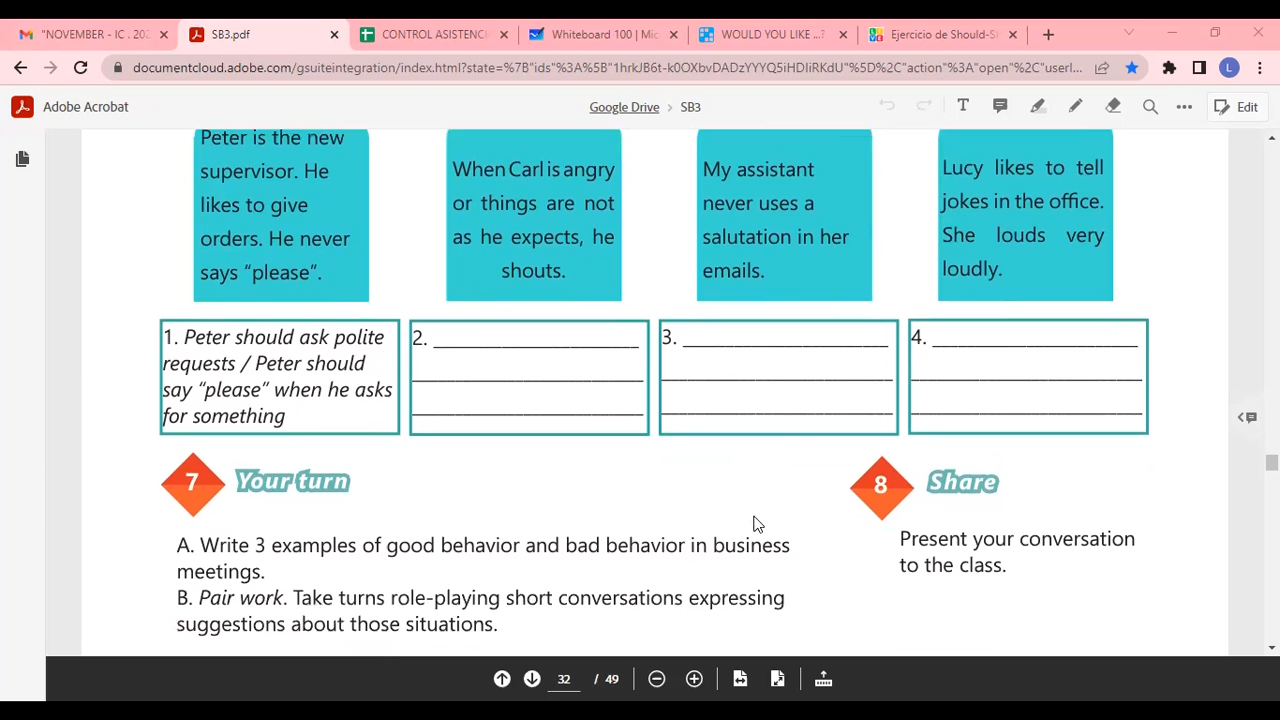 "NOVEMBER - IC . 202
SB3.pdf
CONTROL ASISTENCI
Whiteboard 100 | Mic
WOULD YOU LIKE ...?
Ejercicio de Should-Sh
documentcloud.adobe.com/gsuiteintegration/index.html?state=%7B"ids"%3A%5B"1hrkJB6t-k0OXbvDADzYYYQ5iHDIiRKdU"%5D%2C"action"%3A"open"%2C"userI...
L
Adobe Acrobat
Google Drive › SB3
Edit
Peter is the new
supervisor. He
likes to give
orders. He never
says “please”.
When Carl is angry
or things are not
as he expects, he
shouts.
My assistant
never uses a
salutation in her
emails.
Lucy likes to tell
jokes in the office.
She louds very
loudly.
1. Peter should ask polite
requests / Peter should
say “please” when he asks
for something
2. ____________________
3. ____________________
4. ____________________
7 Your turn
A. Write 3 examples of good behavior and bad behavior in business
meetings.
B. Pair work. Take turns role-playing short conversations expressing
suggestions about those situations.
8 Share
Present your conversation
to the class.
32 / 49